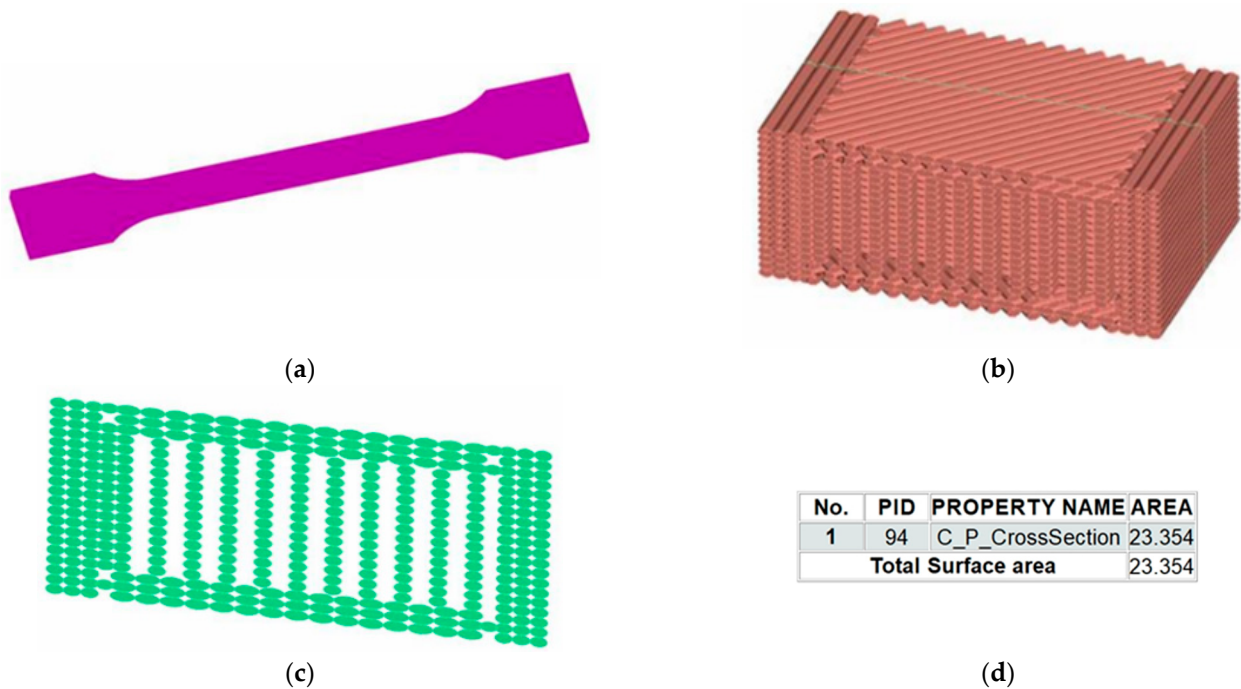 (a)
(b)
(c)
No. PID PROPERTY NAME AREA
1 94 C_P_CrossSection 23.354
Total Surface area 23.354
(d)